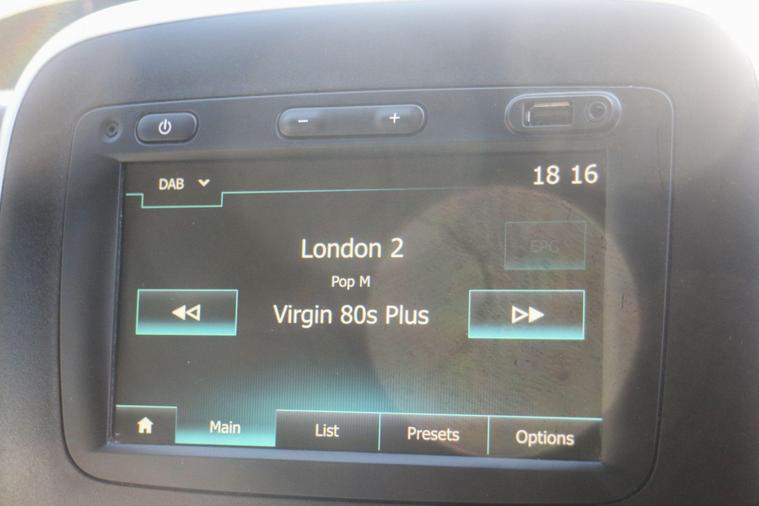 − +
DAB
18 16
London 2
EPG
Pop M
Virgin 80s Plus
Main
List
Presets
Options